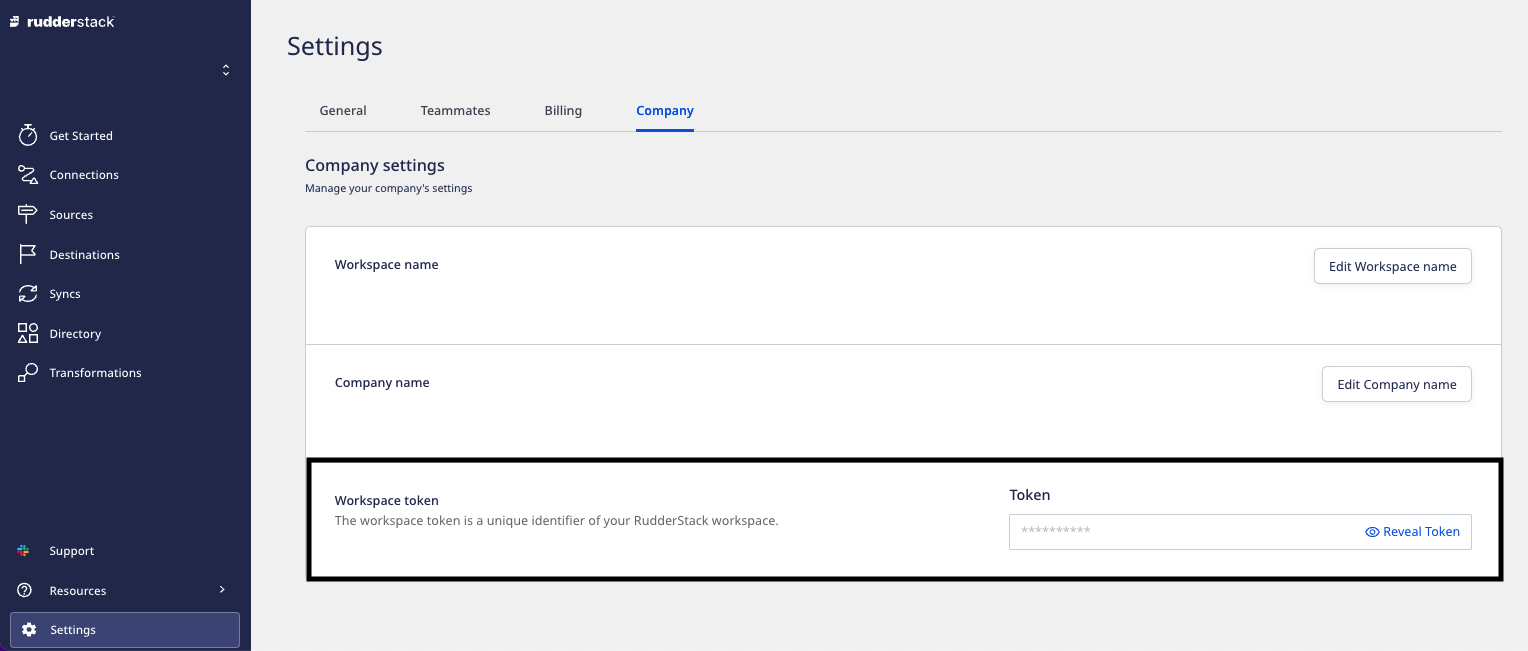 rudderstack
Get Started
Connections
Sources
Destinations
Syncs
Directory
Transformations
Support
Resources
Settings
Settings
General Teammates Billing Company
Company settings
Manage your company's settings
Workspace name
Edit Workspace name
Company name
Edit Company name
Workspace token
The workspace token is a unique identifier of your RudderStack workspace.
Token
********** Reveal Token